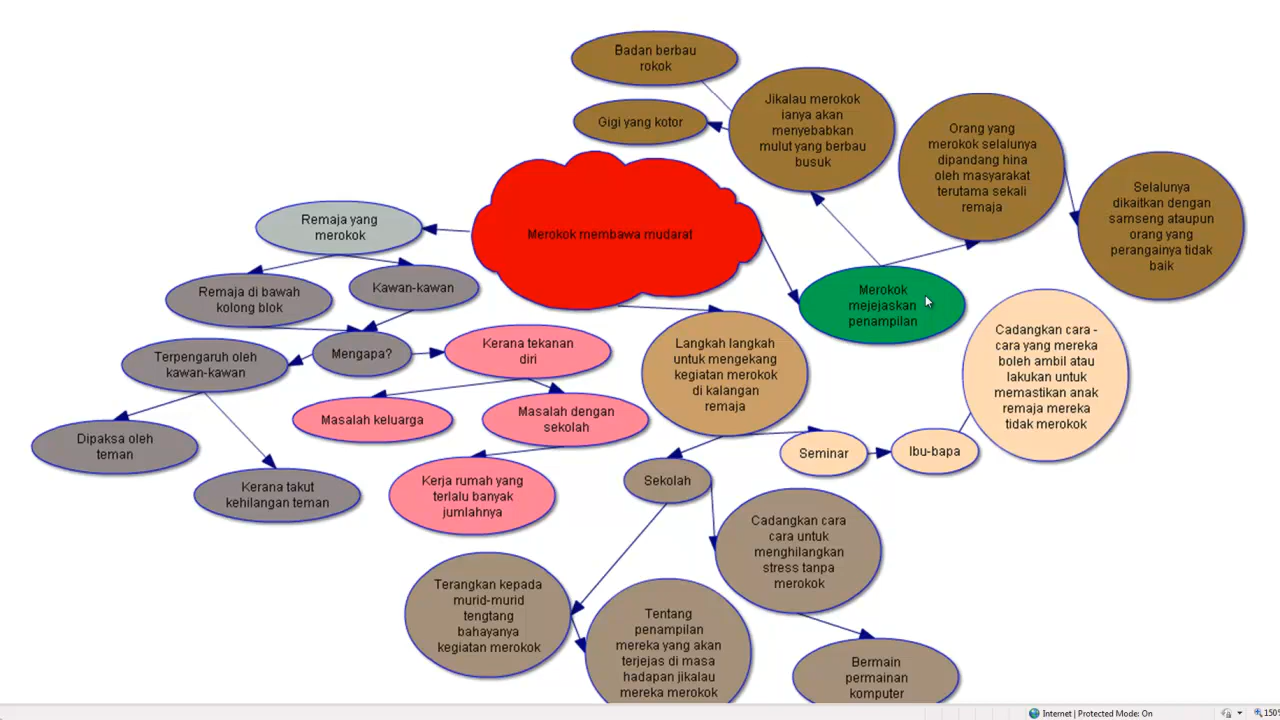 Badan berbau
rokok
Gigi yang kotor
Jikalau merokok
ianya akan
menyebabkan
mulut yang berbau
busuk
Orang yang
merokok selalunya
dipandang hina
oleh masyarakat
terutama sekali
remaja
Selalunya
dikaitkan dengan
samseng ataupun
orang yang
perangainya tidak
baik
Merokok membawa mudarat
Remaja yang
merokok
Remaja di bawah
kolong blok
Kawan-kawan
Merokok
mejejaskan
penampilan
Mengapa?
Terpengaruh oleh
kawan-kawan
Kerana tekanan
diri
Langkah langkah
untuk mengekang
kegiatan merokok
di kalangan
remaja
Cadangkan cara -
cara yang mereka
boleh ambil atau
lakukan untuk
memastikan anak
remaja mereka
tidak merokok
Masalah keluarga
Masalah dengan
sekolah
Dipaksa oleh
teman
Kerana takut
kehilangan teman
Kerja rumah yang
terlalu banyak
jumlahnya
Sekolah
Seminar
Ibu-bapa
Cadangkan cara
cara untuk
menghilangkan
stress tanpa
merokok
Terangkan kepada
murid-murid
tengtang
bahayanya
kegiatan merokok
Tentang
penampilan
mereka yang akan
terjejas di masa
hadapan jikalau
mereka merokok
Bermain
permainan
komputer
Internet | Protected Mode: On
150%